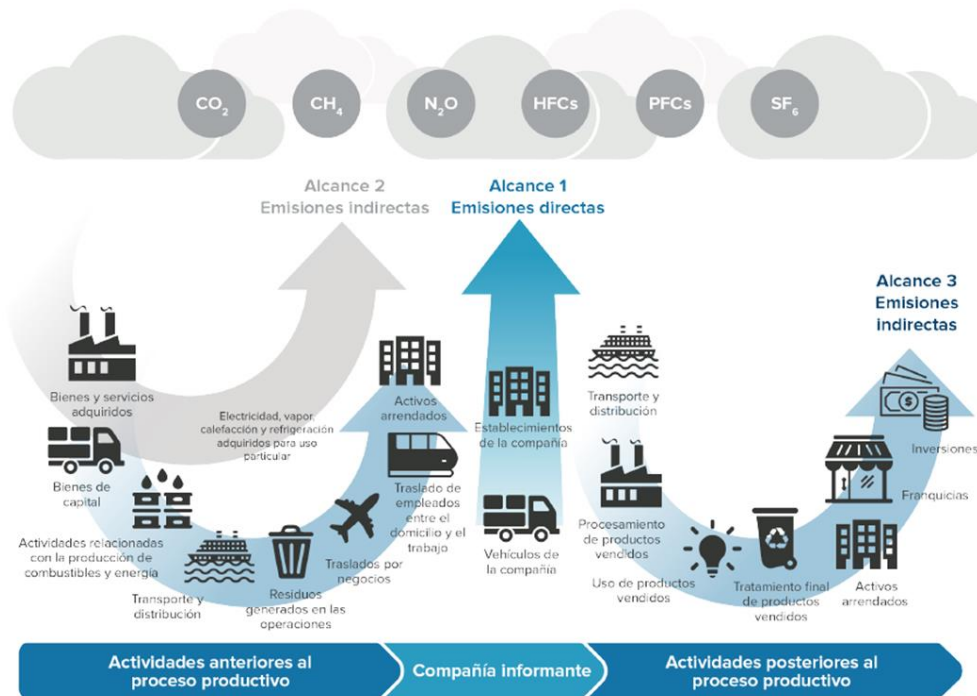 CO₂
CH₄
N₂O
HFCs
PFCs
SF₆
Alcance 2
Emisiones indirectas
Alcance 1
Emisiones directas
Alcance 3
Emisiones
indirectas
Bienes y servicios
adquiridos
Bienes de
capital
Actividades relacionadas
con la producción de
combustibles y energía
Transporte y
distribución
Residuos
generados en las
operaciones
Traslados por
negocios
Traslado de
empleados
entre el
domicilio y el
trabajo
Activos
arrendados
Electricidad, vapor,
calefacción y refrigeración
adquiridos para uso
particular
Establecimientos
de la compañía
Vehículos de
la compañía
Transporte y
distribución
Procesamiento
de productos
vendidos
Uso de productos
vendidos
Tratamiento final
de productos
vendidos
Activos
arrendados
Franquicias
Inversiones
Actividades anteriores al
proceso productivo
Compañía informante
Actividades posteriores al
proceso productivo